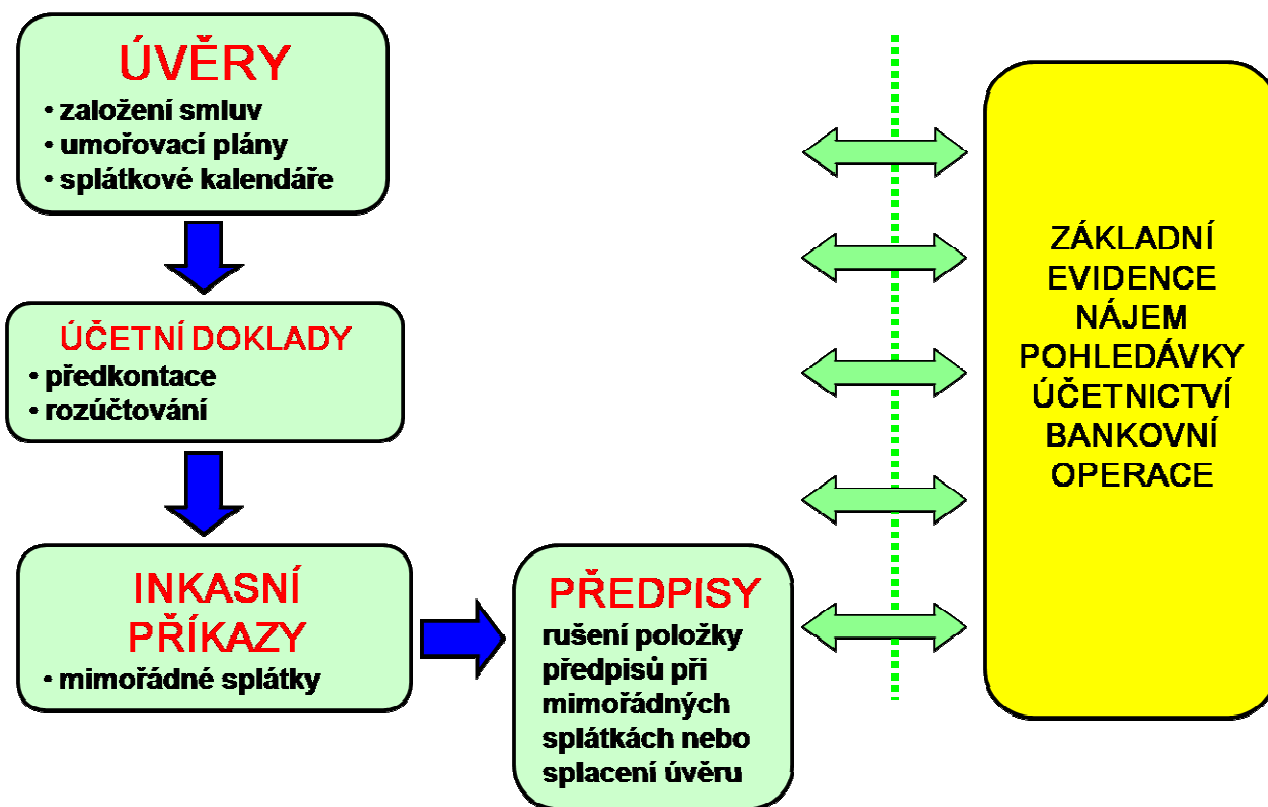 ÚVĚRY
• založení smluv
• umořovací plány
• splátkové kalendáře
ÚČETNÍ DOKLADY
• předkontace
• rozúčtování
INKASNÍ
PŘÍKAZY
• mimořádné splátky
PŘEDPISY
rušení položky
předpisů při
mimořádných
splátkách nebo
splacení úvěru
ZÁKLADNÍ
EVIDENCE
NÁJEM
POHLEDÁVKY
ÚČETNICTVÍ
BANKOVNÍ
OPERACE